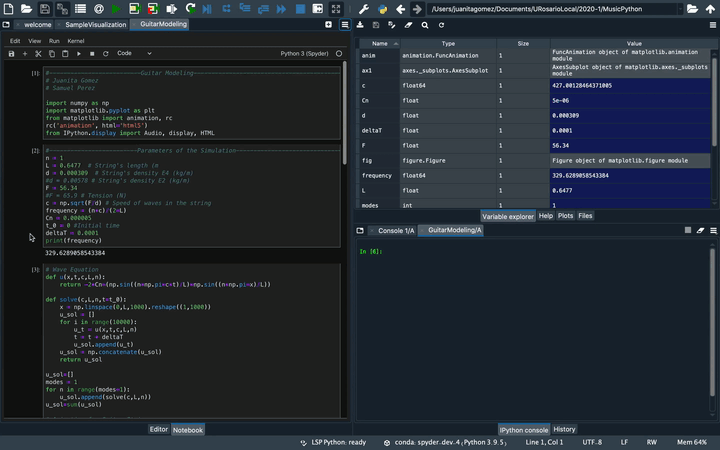 /Users/juanitagomez/Documents/URosarioLocal/2020-1/MusicPython
welcome
SampleVisualization
GuitarModeling
Edit View Run Kernel
Code
Python 3 (Spyder)
[1]:
Guitar Modeling
# Juanita Gomez
# Samuel Perez
import numpy as np
import matplotlib.pyplot as plt
from matplotlib import animation, rc
rc('animation', html='html5')
from IPython.display import Audio, display, HTML
[2]:
Parameters of the Simulation
n = 1
L = 0.6477 # String's length (m
d = 0.000309 # String's density E4 (kg/m)
#d = 0.00578 # String's density E2 (kg/m)
F = 56.34
#F = 65.9 # Tension (N)
c = np.sqrt(F/d) # Speed of waves in the string
frequency = (n*c)/(2*L)
Cn = 0.000005
t_0 = 0 #Initial time
deltaT = 0.0001
print(frequency)
329.6289058543384
[3]:
# Wave Equation
def u(x,t,c,L,n):
return -2*Cn*(np.sin((n*np.pi*c*t)/L)*np.sin((n*np.pi*x)/L))
def solve(c,L,n,t=t_0):
x = np.linspace(0,L,1000).reshape((1,1000))
u_sol = []
for i in range(10000):
u_t = u(x,t,c,L,n)
t = t + deltaT
u_sol.append(u_t)
u_sol = np.concatenate(u_sol)
return u_sol
u_sol=[]
modes = 1
for n in range(modes+1):
u_sol.append(solve(c,L,n))
u_sol=sum(u_sol)
Editor Notebook
Name Type Size Value
anim animation.FuncAnimation 1 FuncAnimation object of matplotlib.animation module
ax1 axes._subplots.AxesSubplot 1 AxesSubplot object of matplotlib.axes._subplots module
c float64 1 427.00128464371085
Cn float 1 5e-06
d float 1 0.000309
deltaT float 1 0.0001
F float 1 56.34
fig figure.Figure 1 Figure object of matplotlib.figure module
frequency float64 1 329.6289058543384
L float 1 0.6477
modes int 1 1
Variable explorer Help Plots Files
Console 1/A GuitarModeling/A
In [6]:
IPython console History
LSP Python: ready conda: spyder_dev_4 (Python 3.9.5) Line 1, Col 1 UTF-8 LF RW Mem 64%